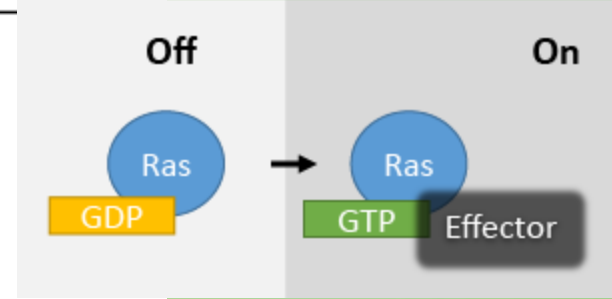 Off
On
Ras
Ras
GDP
GTP
Effector